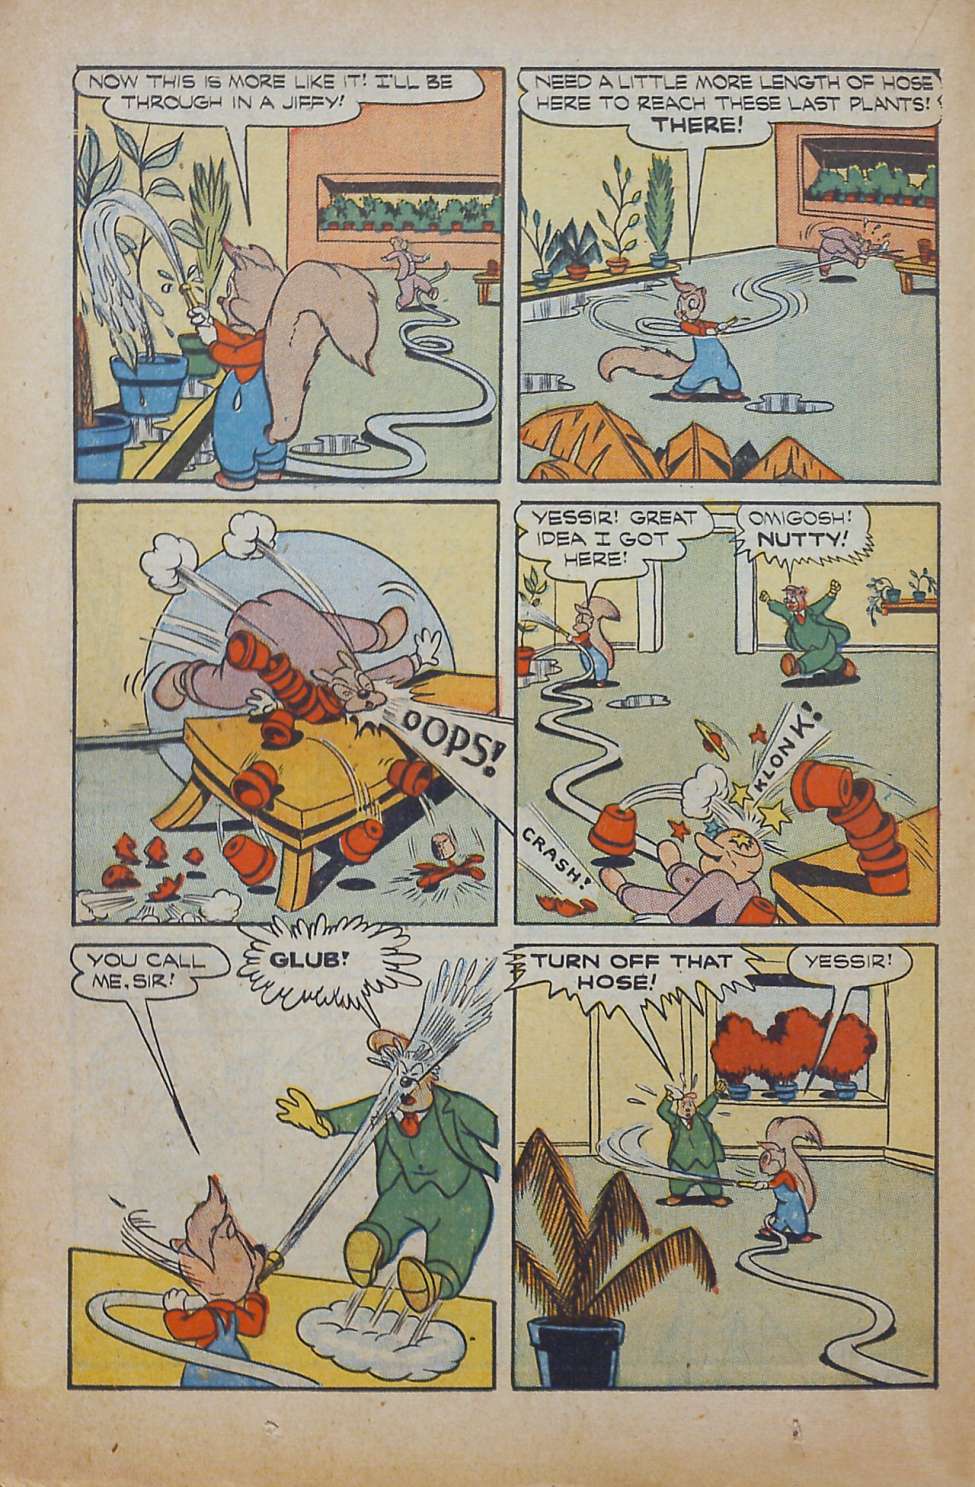 NOW THIS IS MORE LIKE IT! I'LL BE
THROUGH IN A JIFFY!
NEED A LITTLE MORE LENGTH OF HOSE
HERE TO REACH THESE LAST PLANTS!
THERE!
OOPS!
YESSIR! GREAT
IDEA I GOT
HERE!
OMIGOSH!
NUTTY!
KLONK!
CRASH!
YOU CALL
ME, SIR!
GLUB!
TURN OFF THAT
HOSE!
YESSIR!